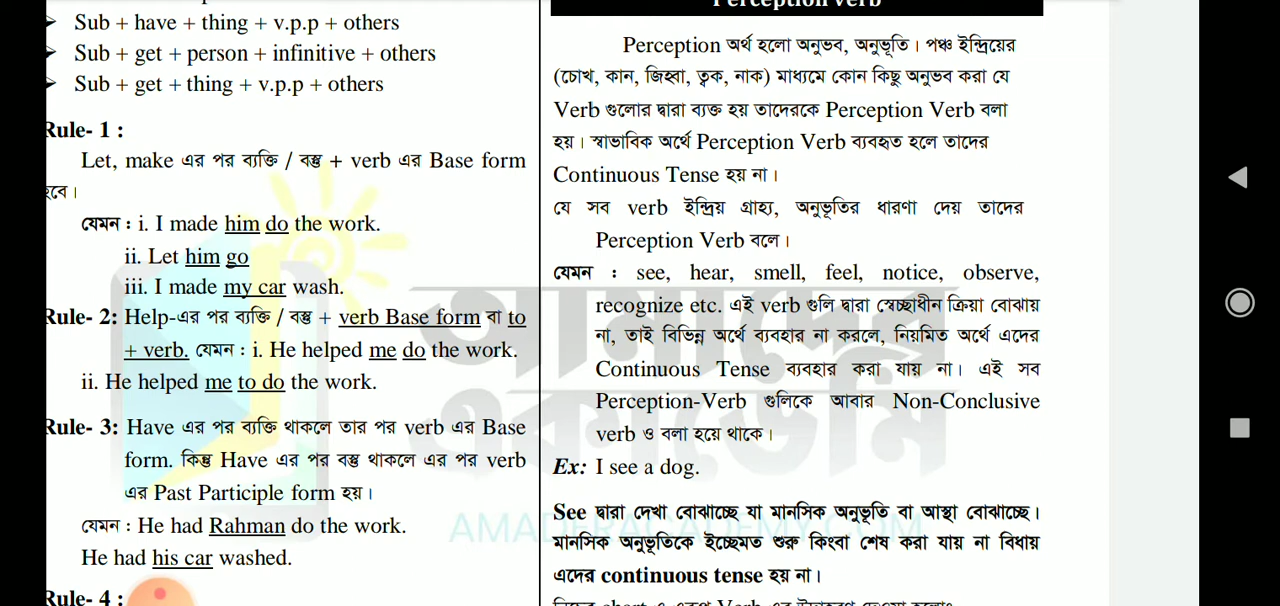 Sub + have + thing + v.p.p + others
Sub + get + person + infinitive + others
Sub + get + thing + v.p.p + others
Rule- 1 :
Let, make এর পর ব্যক্তি / বস্তু + verb এর Base form
হবে।
যেমন : i. I made him do the work.
ii. Let him go
iii. I made my car wash.
Rule- 2: Help-এর পর ব্যক্তি / বস্তু + verb Base form বা to
+ verb. যেমন : i. He helped me do the work.
ii. He helped me to do the work.
Rule- 3: Have এর পর ব্যক্তি থাকলে তার পর verb এর Base
form. কিন্তু Have এর পর বস্তু থাকলে এর পর verb
এর Past Participle form হয়।
যেমন : He had Rahman do the work.
He had his car washed.
Rule- 4 :
Perception verb
Perception অর্থ হলো অনুভব, অনুভূতি। পঞ্চ ইন্দ্রিয়ের
(চোখ, কান, জিহ্বা, ত্বক, নাক) মাধ্যমে কোন কিছু অনুভব করা যে
Verb গুলোর দ্বারা ব্যক্ত হয় তাদেরকে Perception Verb বলা
হয়। স্বাভাবিক অর্থে Perception Verb ব্যবহৃত হলে তাদের
Continuous Tense হয় না।
যে সব verb ইন্দ্রিয় গ্রাহ্য, অনুভূতির ধারণা দেয় তাদের
Perception Verb বলে।
যেমন : see, hear, smell, feel, notice, observe,
recognize etc. এই verb গুলি দ্বারা স্বেচ্ছাধীন ক্রিয়া বোঝায়
না, তাই বিভিন্ন অর্থে ব্যবহার না করলে, নিয়মিত অর্থে এদের
Continuous Tense ব্যবহার করা যায় না। এই সব
Perception-Verb গুলিকে আবার Non-Conclusive
verb ও বলা হয়ে থাকে।
Ex: I see a dog.
See দ্বারা দেখা বোঝাচ্ছে যা মানসিক অনুভূতি বা আস্থা বোঝাচ্ছে।
মানসিক অনুভূতিকে ইচ্ছেমত শুরু কিংবা শেষ করা যায় না বিধায়
এদের continuous tense হয় না।
আমাদের
একাডেমি
AMADERACADEMY.COM